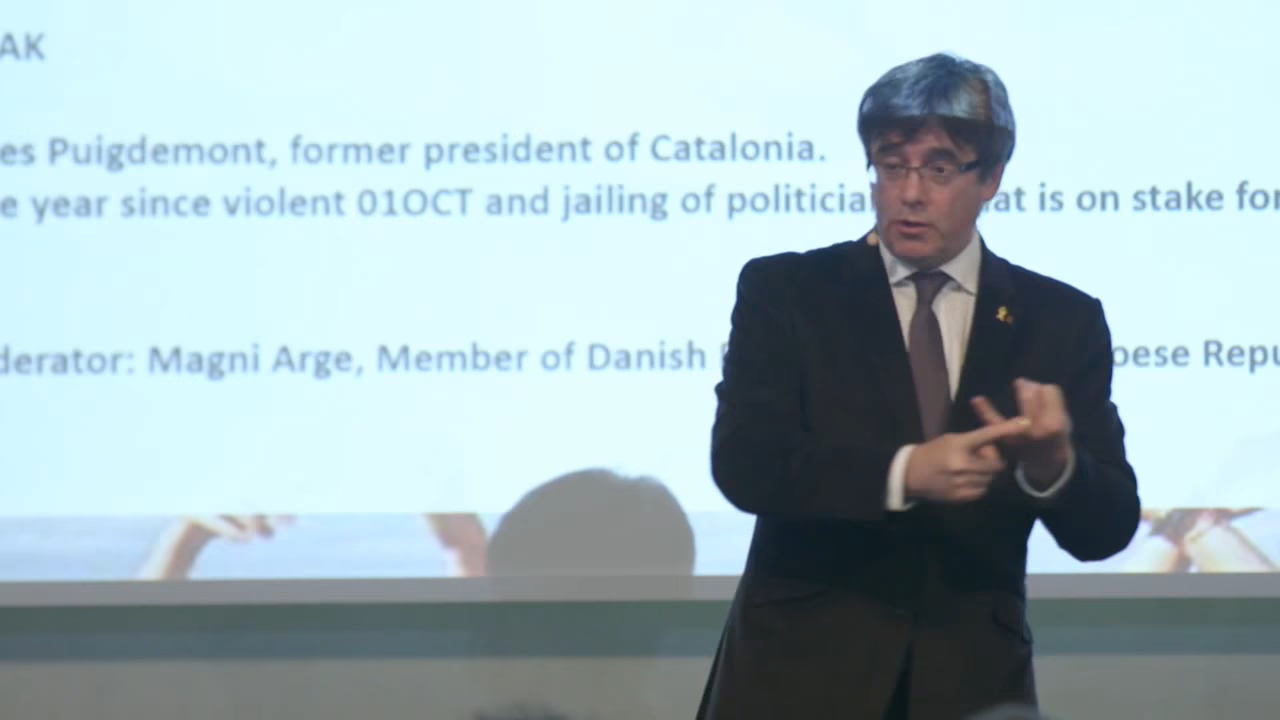 AK
es Puigdemont, former president of Catalonia.
e year since violent 01OCT and jailing of politicia at is on stake for
derator: Magni Arge, Member of Danish oese Repu